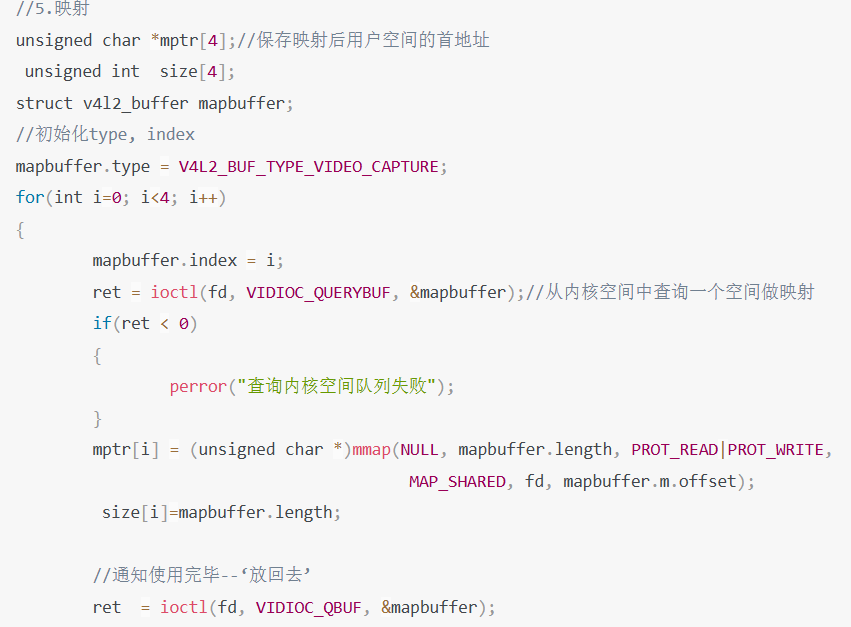 //5.映射
unsigned char *mptr[4];//保存映射后用户空间的首地址
unsigned int  size[4];
struct v4l2_buffer mapbuffer;
//初始化type, index
mapbuffer.type = V4L2_BUF_TYPE_VIDEO_CAPTURE;
for(int i=0; i<4; i++)
{
mapbuffer.index = i;
ret = ioctl(fd, VIDIOC_QUERYBUF, &mapbuffer);//从内核空间中查询一个空间做映射
if(ret < 0)
{
perror("查询内核空间队列失败");
}
mptr[i] = (unsigned char *)mmap(NULL, mapbuffer.length, PROT_READ|PROT_WRITE,
MAP_SHARED, fd, mapbuffer.m.offset);
size[i]=mapbuffer.length;
//通知使用完毕--‘放回去’
ret  = ioctl(fd, VIDIOC_QBUF, &mapbuffer);